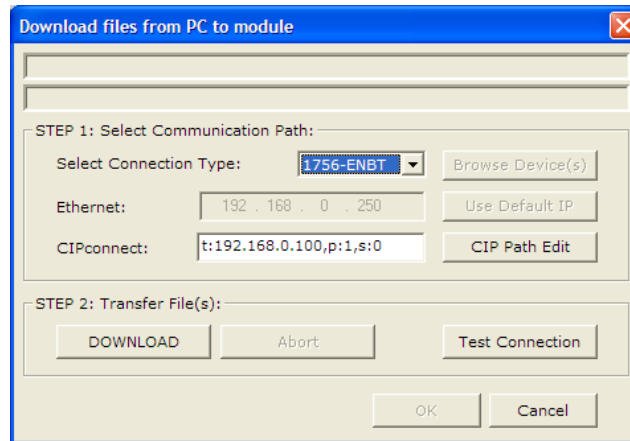 Download files from PC to module
STEP 1: Select Communication Path:
Select Connection Type: 1756-ENBT Browse Device(s)
Ethernet: 192 . 168 . 0 . 250 Use Default IP
CIPconnect: t:192.168.0.100,p:1,s:0 CIP Path Edit
STEP 2: Transfer File(s):
DOWNLOAD Abort Test Connection
OK Cancel